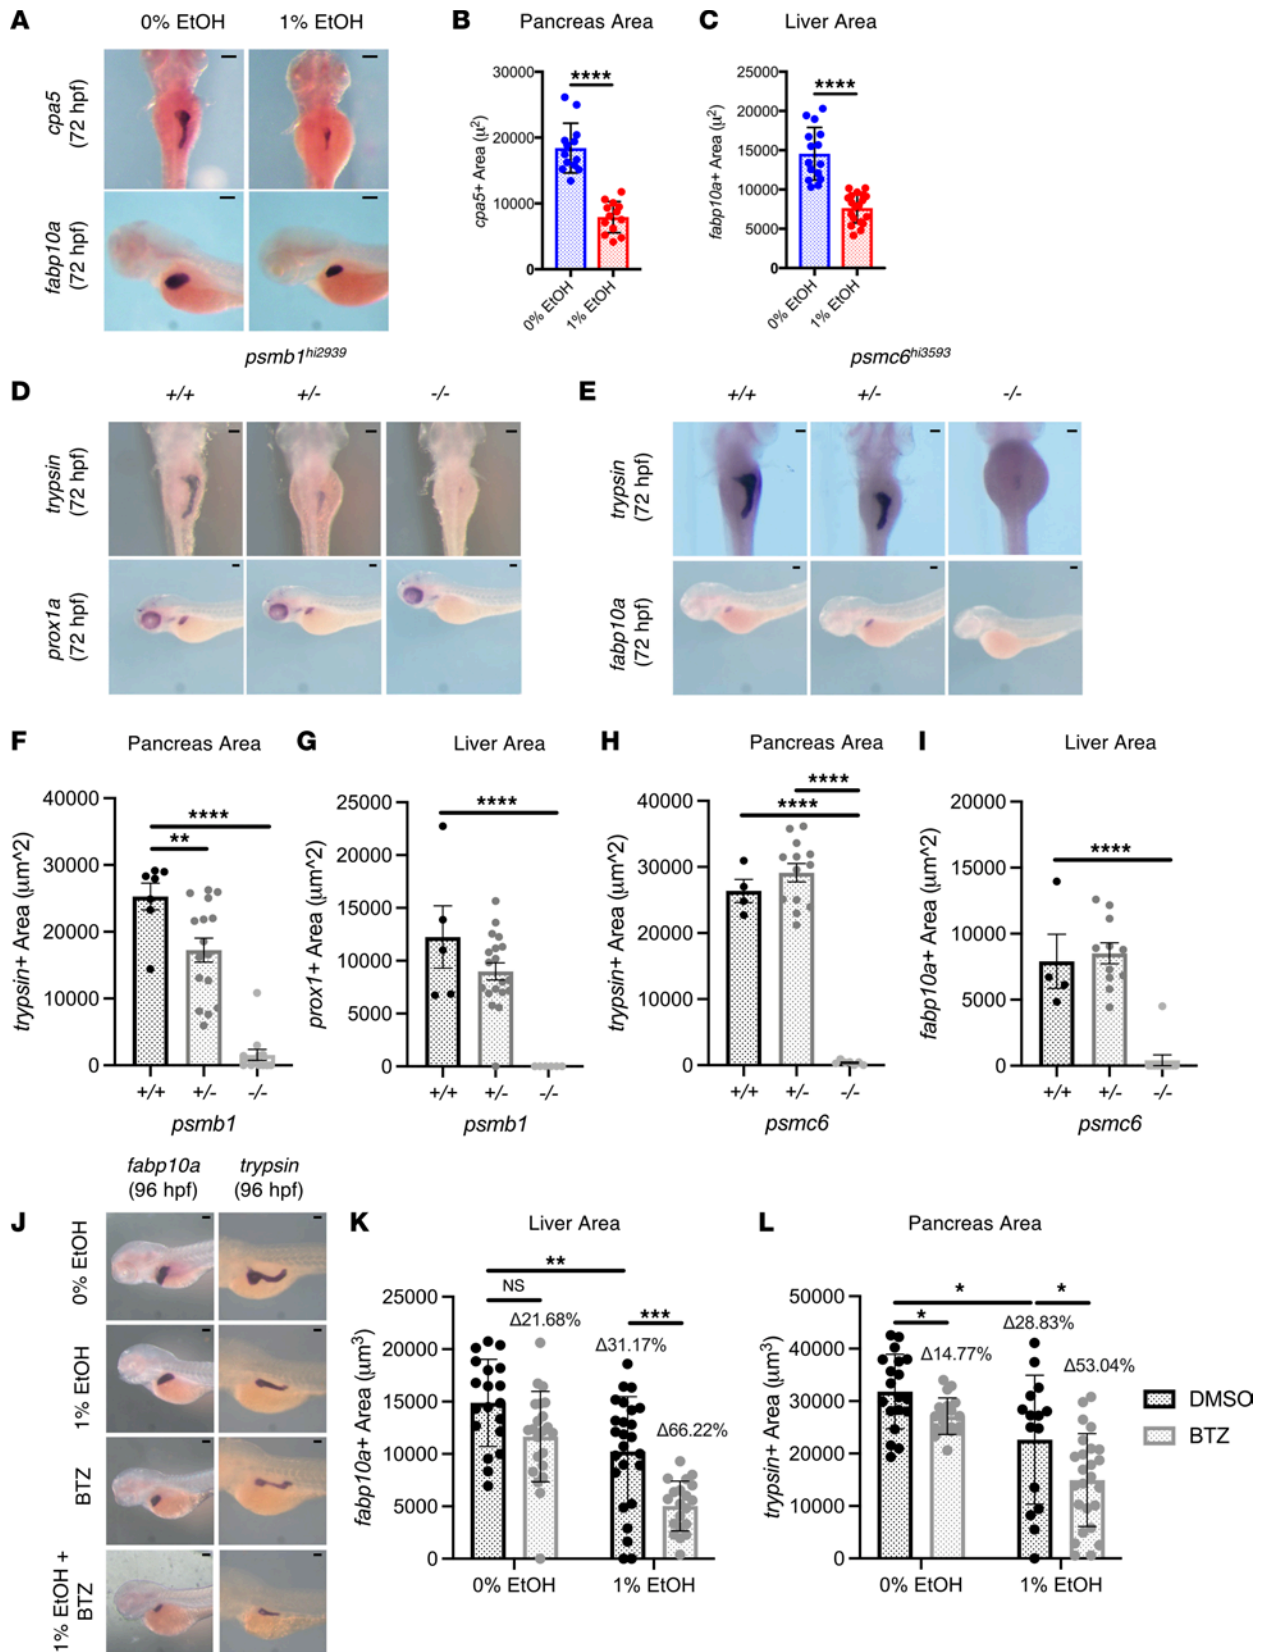 A 0% EtOH 1% EtOH B Pancreas Area C Liver Area
cpa5
(72 hpf)
fabp10a
(72 hpf)
cpa5+ Area (µ²)
30000
20000
10000
0
****
0% EtOH
1% EtOH
fabp10a+ Area (µ²)
25000
20000
15000
10000
5000
0
****
0% EtOH
1% EtOH
psmb1hi2939
psmc6hi3593
D +/+ +/- -/-
trypsin
(72 hpf)
prox1a
(72 hpf)
E +/+ +/- -/-
trypsin
(72 hpf)
fabp10a
(72 hpf)
F Pancreas Area
trypsin+ Area (µm^2)
40000
30000
20000
10000
0
****
**
+/+ +/- -/-
psmb1
G Liver Area
prox1+ Area (µm^2)
25000
20000
15000
10000
5000
0
****
+/+ +/- -/-
psmb1
H Pancreas Area
trypsin+ Area (µm^2)
40000
30000
20000
10000
0
****
****
+/+ +/- -/-
psmc6
I Liver Area
fabp10a+ Area (µm^2)
20000
15000
10000
5000
0
****
+/+ +/- -/-
psmc6
J
fabp10a
(96 hpf)
trypsin
(96 hpf)
0% EtOH
1% EtOH
BTZ
1% EtOH +
BTZ
K Liver Area
fabp10a+ Area (µm³)
25000
20000
15000
10000
5000
0
**
NS
Δ21.68%
***
Δ31.17%
Δ66.22%
0% EtOH 1% EtOH
L Pancreas Area
trypsin+ Area (µm³)
50000
40000
30000
20000
10000
0
* *
*
Δ28.83%
Δ14.77%
Δ53.04%
0% EtOH 1% EtOH
DMSO
BTZ